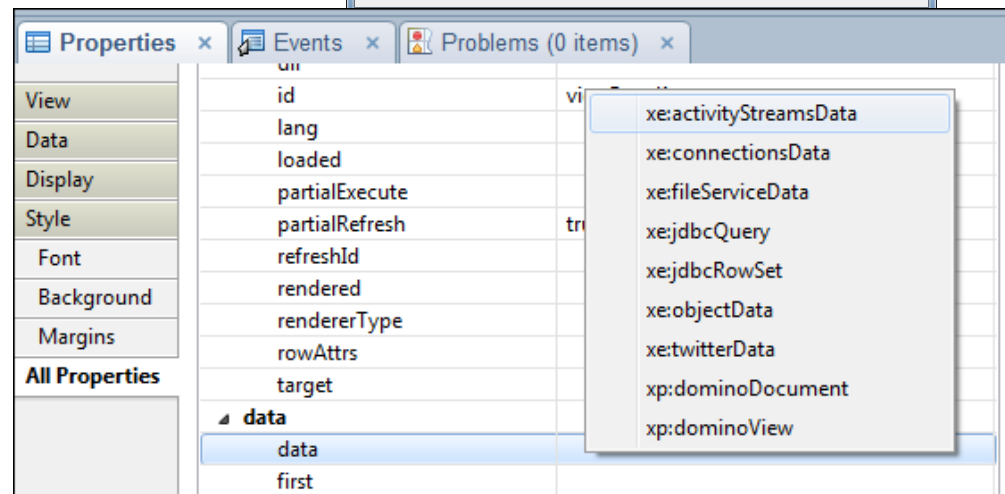 Properties
Events
Problems (0 items)
View
Data
Display
Style
Font
Background
Margins
All Properties
id
lang
loaded
partialExecute
partialRefresh
refreshId
rendered
rendererType
rowAttrs
target
data
data
first
xe:activityStreamsData
xe:connectionsData
xe:fileServiceData
xe:jdbcQuery
xe:jdbcRowSet
xe:objectData
xe:twitterData
xp:dominoDocument
xp:dominoView